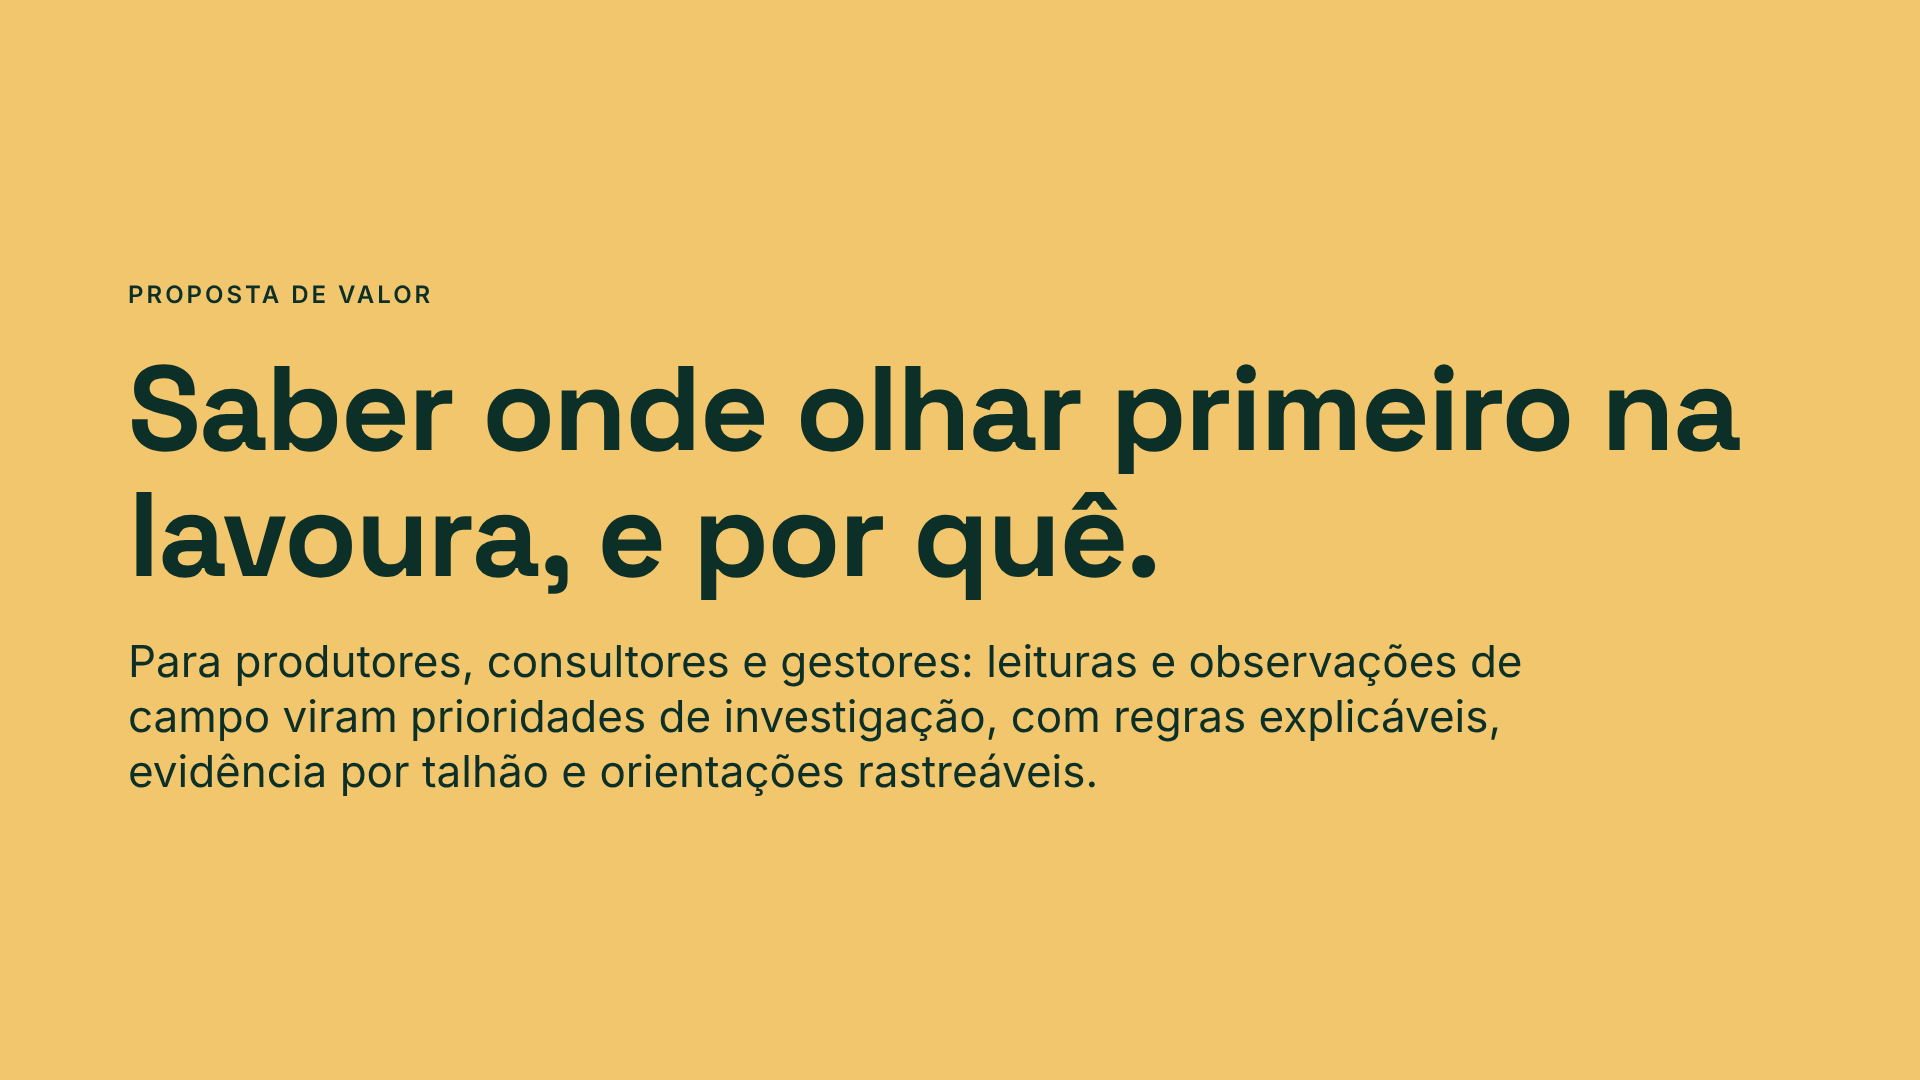 PROPOSTA DE VALOR
Saber onde olhar primeiro na
lavoura, e por quê.
Para produtores, consultores e gestores: leituras e observações de
campo viram prioridades de investigação, com regras explicáveis,
evidência por talhão e orientações rastreáveis.